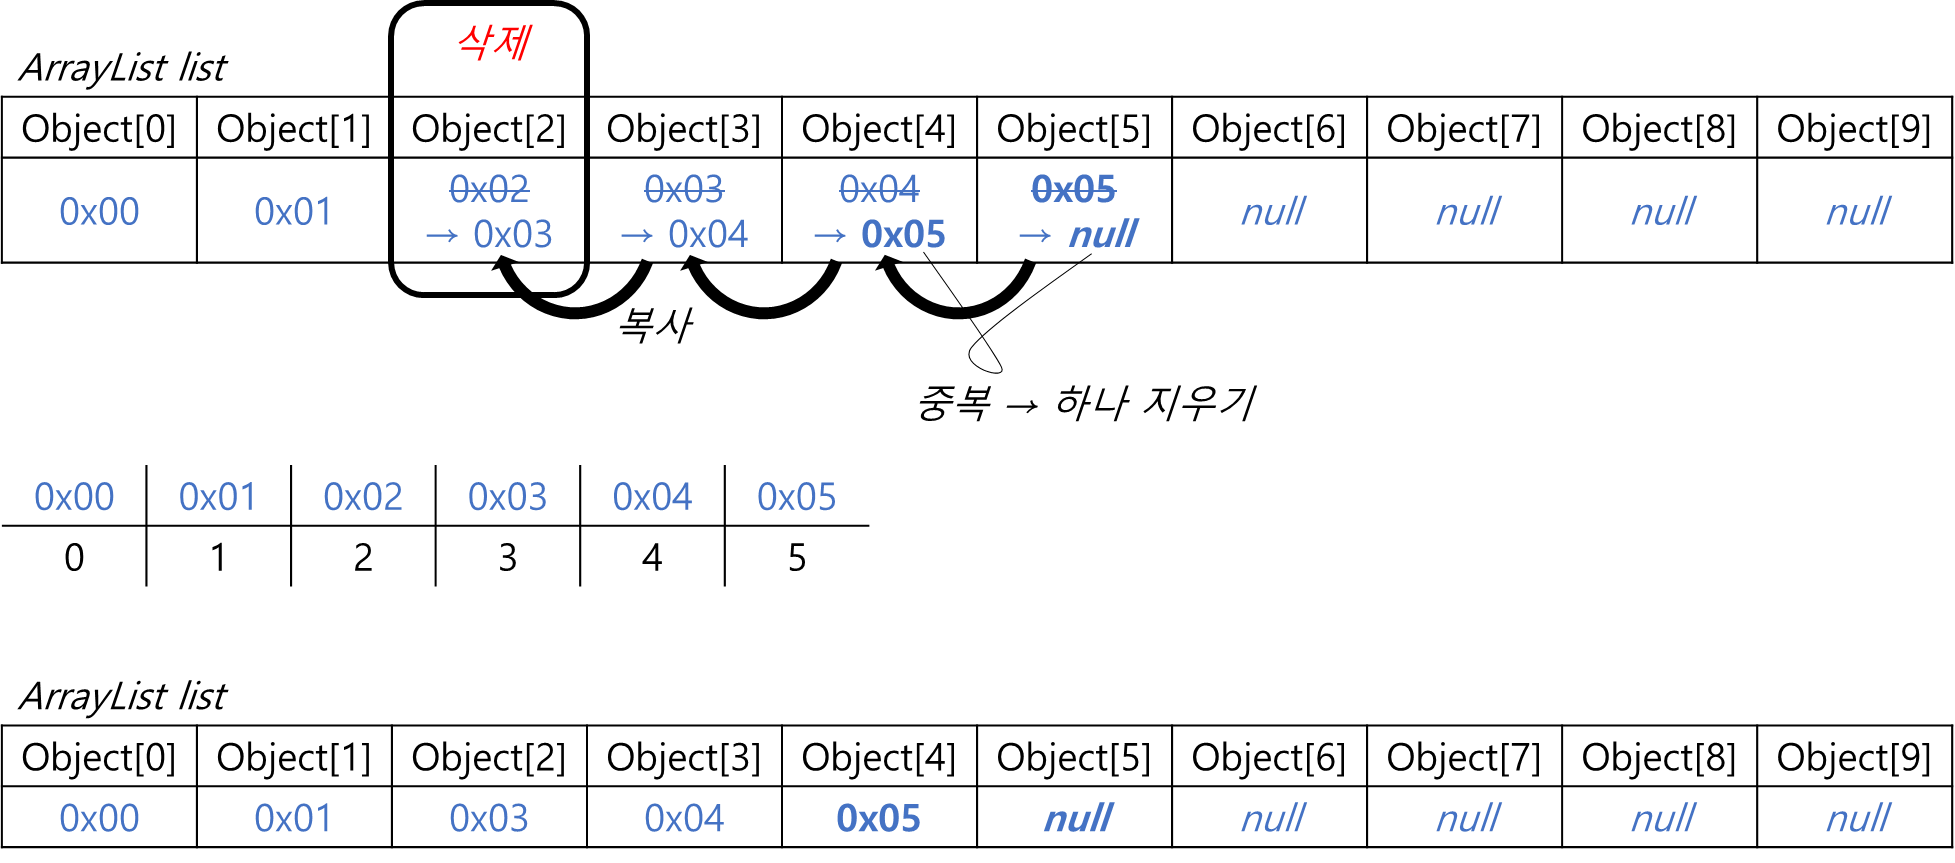 삭제
ArrayList list
Object[0] Object[1] Object[2] Object[3] Object[4] Object[5] Object[6] Object[7] Object[8] Object[9]
0x00 0x01 0x02 → 0x03 0x03 → 0x04 0x04 → 0x05 0x05 → null null null null null
복사
중복 → 하나 지우기
0x00 0x01 0x02 0x03 0x04 0x05
0 1 2 3 4 5
ArrayList list
Object[0] Object[1] Object[2] Object[3] Object[4] Object[5] Object[6] Object[7] Object[8] Object[9]
0x00 0x01 0x03 0x04 0x05 null null null null null